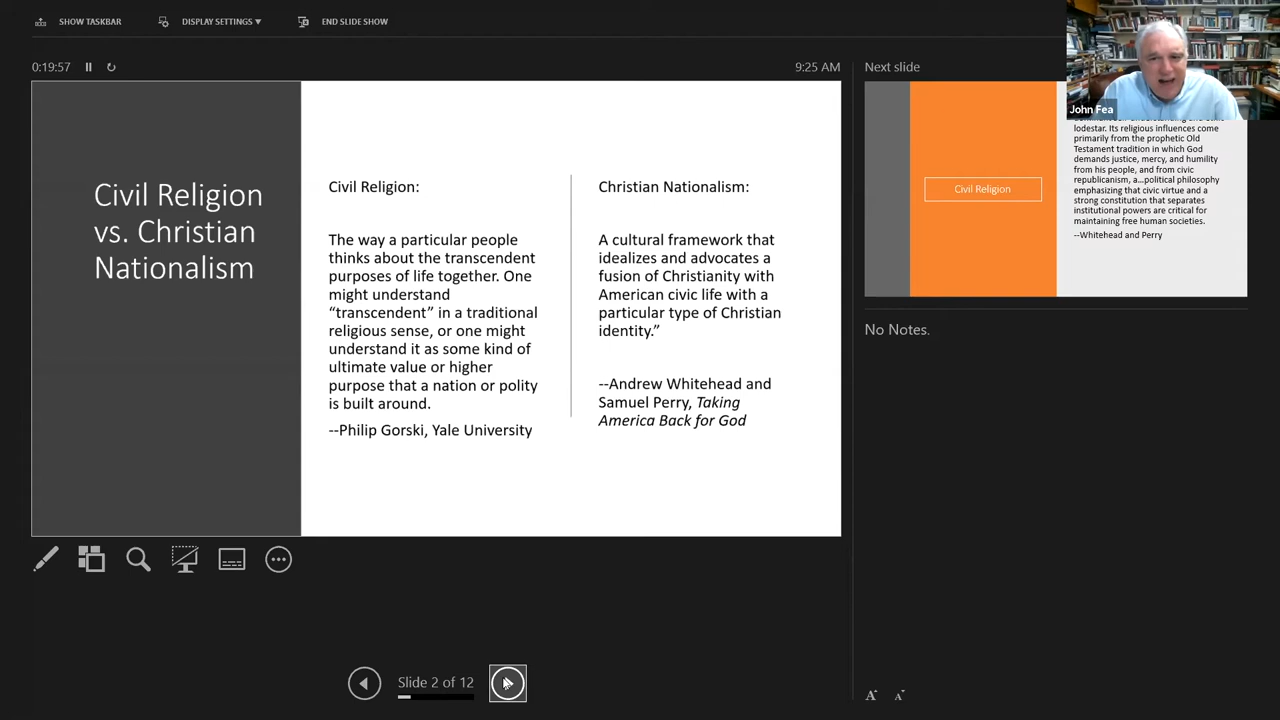 SHOW TASKBAR
DISPLAY SETTINGS ▼
END SLIDE SHOW
0:19:57
9:25 AM
Next slide
John Fea
Civil Religion
vs. Christian
Nationalism
Civil Religion:
The way a particular people
thinks about the transcendent
purposes of life together. One
might understand
“transcendent” in a traditional
religious sense, or one might
understand it as some kind of
ultimate value or higher
purpose that a nation or polity
is built around.
--Philip Gorski, Yale University
Christian Nationalism:
A cultural framework that
idealizes and advocates a
fusion of Christianity with
American civic life with a
particular type of Christian
identity.”
--Andrew Whitehead and
Samuel Perry, Taking
America Back for God
Civil Religion
lodestar. Its religious influences come
primarily from the prophetic Old
Testament tradition in which God
demands justice, mercy, and humility
from his people, and from civic
republicanism, a...political philosophy
emphasizing that civic virtue and a
strong constitution that separates
institutional powers are critical for
maintaining free human societies.
--Whitehead and Perry
No Notes.
Slide 2 of 12
A A